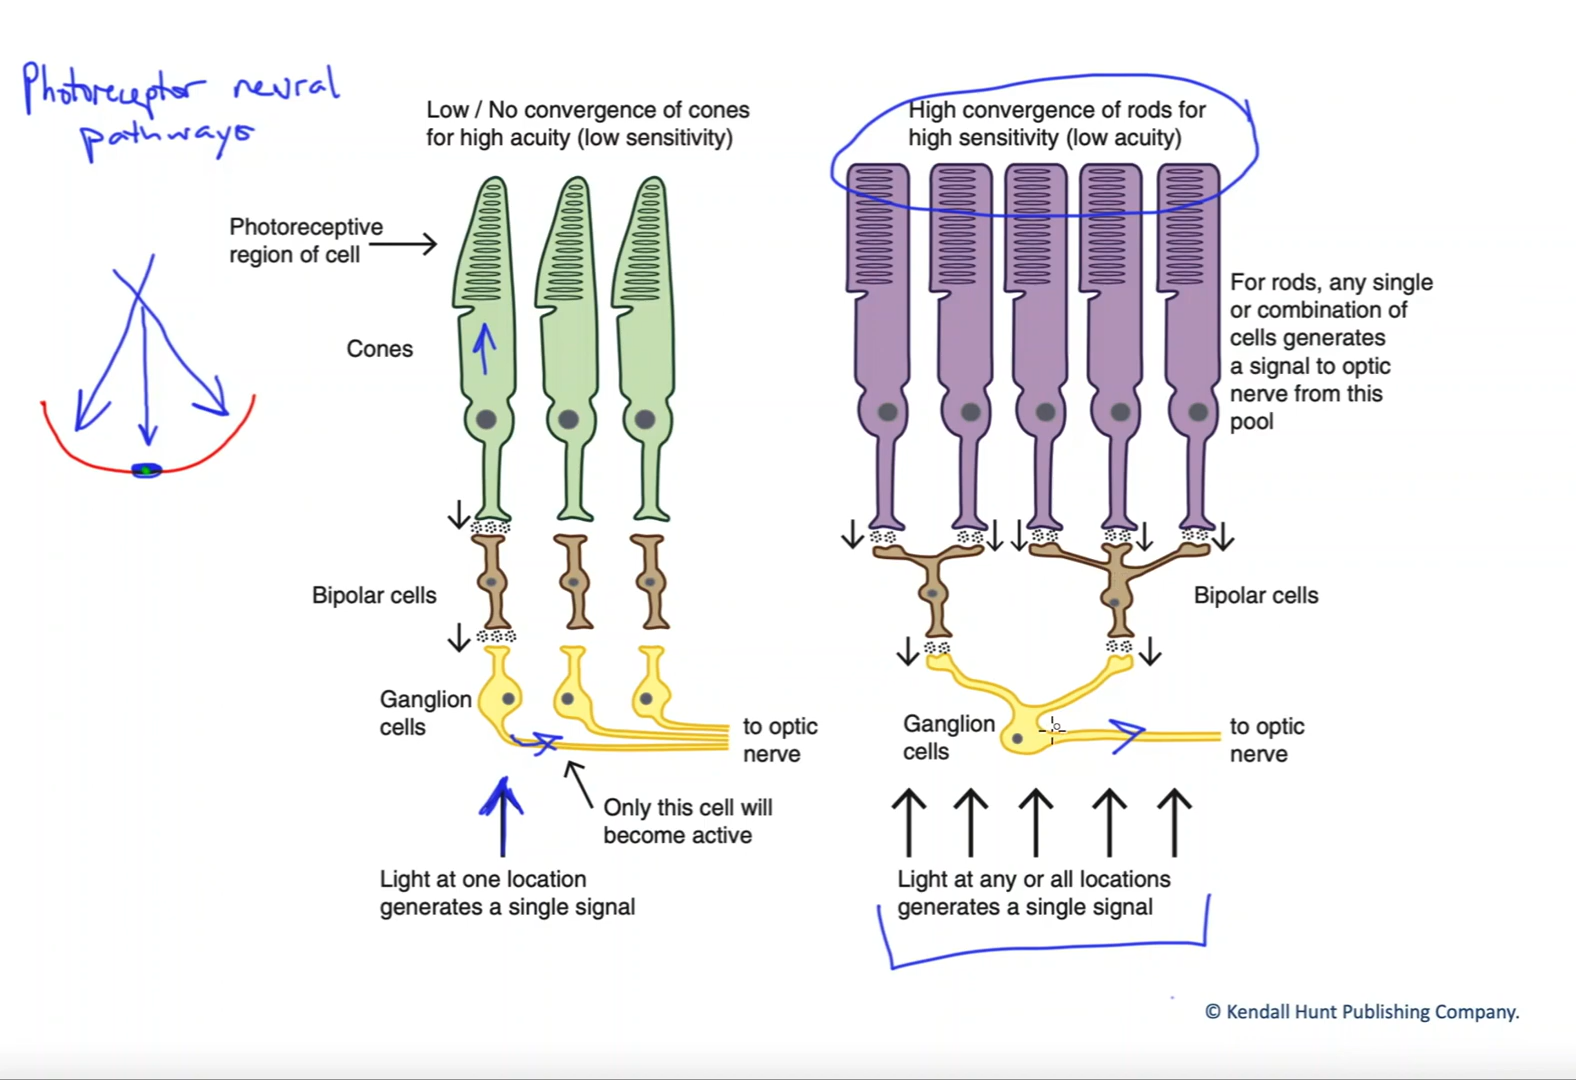 Photoreceptor neural
pathways
Low / No convergence of cones
for high acuity (low sensitivity)
High convergence of rods for
high sensitivity (low acuity)
Photoreceptive
region of cell
For rods, any single
or combination of
cells generates
a signal to optic
nerve from this
pool
Cones
Bipolar cells
Bipolar cells
Ganglion
cells
to optic
nerve
Ganglion
cells
to optic
nerve
Only this cell will
become active
Light at one location
generates a single signal
Light at any or all locations
generates a single signal
© Kendall Hunt Publishing Company.